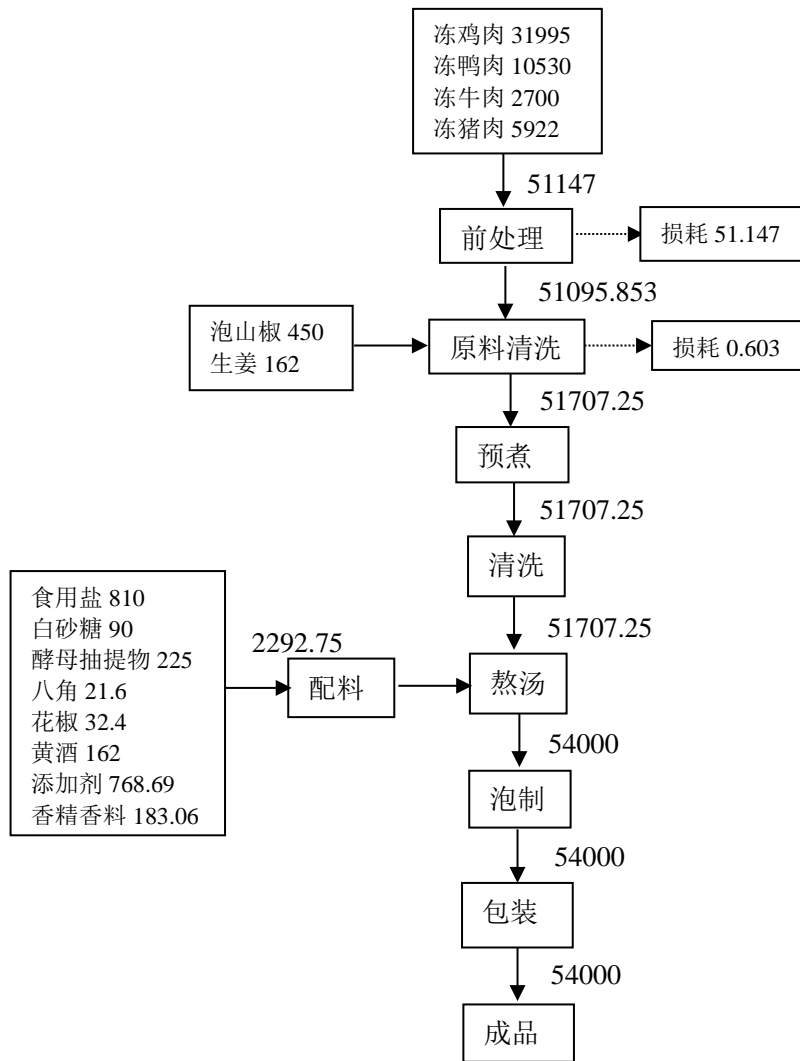 冻鸡肉 31995
冻鸭肉 10530
冻牛肉 2700
冻猪肉 5922
51147
前处理
损耗 51.147
51095.853
泡山椒 450
生姜 162
原料清洗
损耗 0.603
51707.25
预煮
51707.25
清洗
51707.25
食用盐 810
白砂糖 90
酵母抽提物 225
八角 21.6
花椒 32.4
黄酒 162
添加剂 768.69
香精香料 183.06
2292.75
配料
熬汤
54000
泡制
54000
包装
54000
成品